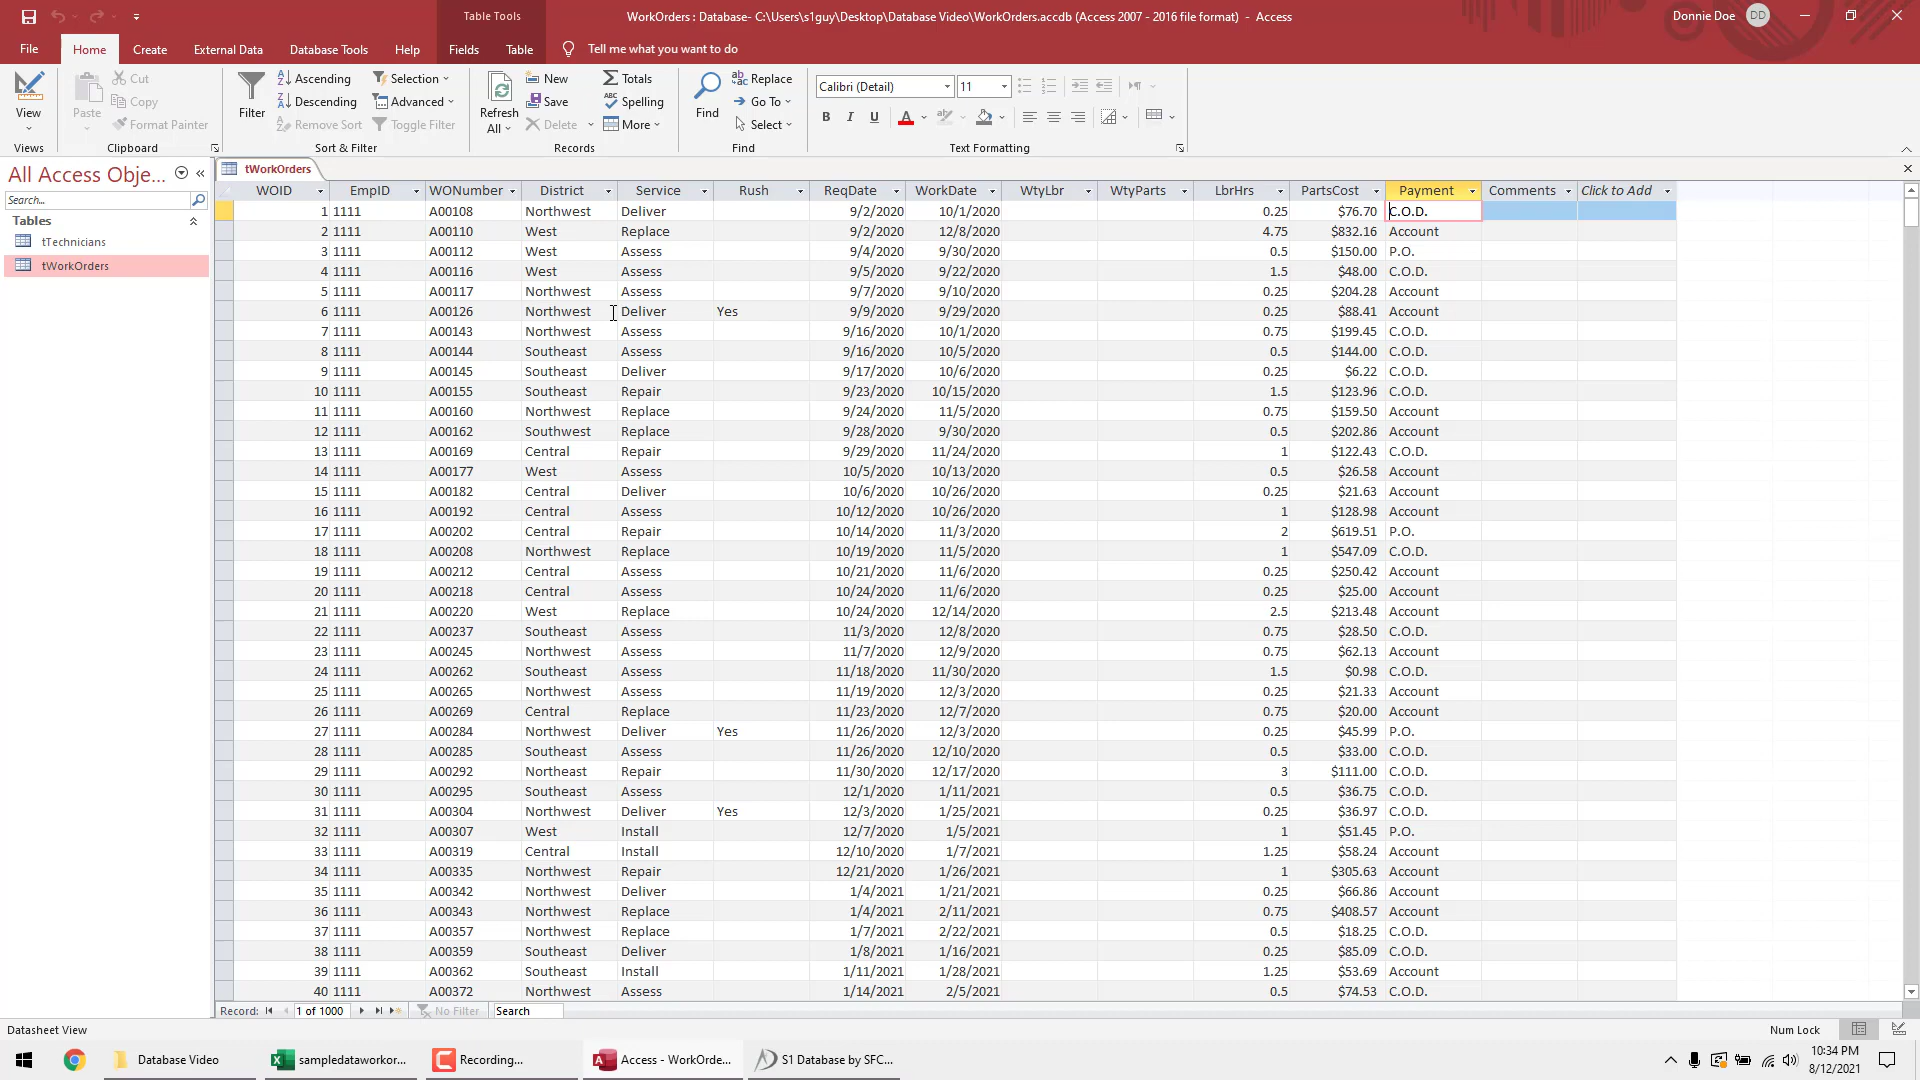 Table Tools
WorkOrders : Database- C:\Users\s1guy\Desktop\Database Video\WorkOrders.accdb (Access 2007 - 2016 file format) - Access
Donnie Doe DD
File Home Create External Data Database Tools Help Fields Table Tell me what you want to do
View
Views
Paste
Cut
Copy
Format Painter
Clipboard
Filter
Ascending
Descending
Remove Sort
Selection
Advanced
Toggle Filter
Sort & Filter
Refresh
All
New
Save
Delete
Totals
Spelling
More
Records
Find
Replace
Go To
Select
Find
Calibri (Detail) 11
B I U A
Text Formatting
All Access Obje...
Search...
Tables
tTechnicians
tWorkOrders
tWorkOrders
WOID EmpID WONumber District Service Rush ReqDate WorkDate WtyLbr WtyParts LbrHrs PartsCost Payment Comments Click to Add
1 1111 A00108 Northwest Deliver 9/2/2020 10/1/2020 0.25 $76.70 C.O.D.
2 1111 A00110 West Replace 9/2/2020 12/8/2020 4.75 $832.16 Account
3 1111 A00112 West Assess 9/4/2020 9/30/2020 0.5 $150.00 P.O.
4 1111 A00116 West Assess 9/5/2020 9/22/2020 1.5 $48.00 C.O.D.
5 1111 A00117 Northwest Assess 9/7/2020 9/10/2020 0.25 $204.28 Account
6 1111 A00126 Northwest Deliver Yes 9/9/2020 9/29/2020 0.25 $88.41 Account
7 1111 A00143 Northwest Assess 9/16/2020 10/1/2020 0.75 $199.45 C.O.D.
8 1111 A00144 Southeast Assess 9/16/2020 10/5/2020 0.5 $144.00 C.O.D.
9 1111 A00145 Southeast Deliver 9/17/2020 10/6/2020 0.25 $6.22 C.O.D.
10 1111 A00155 Southeast Repair 9/23/2020 10/15/2020 1.5 $123.96 C.O.D.
11 1111 A00160 Northwest Replace 9/24/2020 11/5/2020 0.75 $159.50 Account
12 1111 A00162 Southwest Replace 9/28/2020 9/30/2020 0.5 $202.86 Account
13 1111 A00169 Central Repair 9/29/2020 11/24/2020 1 $122.43 C.O.D.
14 1111 A00177 West Assess 10/5/2020 10/13/2020 0.5 $26.58 Account
15 1111 A00182 Central Deliver 10/6/2020 10/26/2020 0.25 $21.63 Account
16 1111 A00192 Central Assess 10/12/2020 10/26/2020 1 $128.98 Account
17 1111 A00202 Central Repair 10/14/2020 11/3/2020 2 $619.51 P.O.
18 1111 A00208 Northwest Replace 10/19/2020 11/5/2020 1 $547.09 C.O.D.
19 1111 A00212 Central Assess 10/21/2020 11/6/2020 0.25 $250.42 Account
20 1111 A00218 Central Assess 10/24/2020 11/6/2020 0.25 $25.00 Account
21 1111 A00220 West Replace 10/24/2020 12/14/2020 2.5 $213.48 Account
22 1111 A00237 Southeast Assess 11/3/2020 12/8/2020 0.75 $28.50 C.O.D.
23 1111 A00245 Northwest Assess 11/7/2020 12/9/2020 0.75 $62.13 Account
24 1111 A00262 Southeast Assess 11/18/2020 11/30/2020 1.5 $0.98 C.O.D.
25 1111 A00265 Northwest Assess 11/19/2020 12/3/2020 0.25 $21.33 Account
26 1111 A00269 Central Replace 11/23/2020 12/7/2020 0.75 $20.00 Account
27 1111 A00284 Northwest Deliver Yes 11/26/2020 12/3/2020 0.25 $45.99 P.O.
28 1111 A00285 Southeast Assess 11/26/2020 12/10/2020 0.5 $33.00 C.O.D.
29 1111 A00292 Northeast Repair 11/30/2020 12/17/2020 3 $111.00 C.O.D.
30 1111 A00295 Southeast Assess 12/1/2020 1/11/2021 0.5 $36.75 C.O.D.
31 1111 A00304 Northwest Deliver Yes 12/3/2020 1/25/2021 0.25 $36.97 C.O.D.
32 1111 A00307 West Install 12/7/2020 1/5/2021 1 $51.45 P.O.
33 1111 A00319 Central Install 12/10/2020 1/7/2021 1.25 $58.24 Account
34 1111 A00335 Northwest Repair 12/21/2020 1/26/2021 1 $305.63 Account
35 1111 A00342 Northwest Deliver 1/4/2021 1/21/2021 0.25 $66.86 Account
36 1111 A00343 Northwest Replace 1/4/2021 2/11/2021 0.75 $408.57 Account
37 1111 A00357 Northwest Replace 1/7/2021 2/22/2021 0.5 $18.25 C.O.D.
38 1111 A00359 Southeast Deliver 1/8/2021 1/16/2021 0.25 $85.09 C.O.D.
39 1111 A00362 Southeast Install 1/11/2021 1/28/2021 1.25 $53.69 Account
40 1111 A00372 Northwest Assess 1/14/2021 2/5/2021 0.5 $74.53 C.O.D.
Record: 1 of 1000 No Filter Search
Datasheet View Num Lock
Database Video sampledataworkor... Recording... Access - WorkOrde... S1 Database by SFC...
10:34 PM
8/12/2021